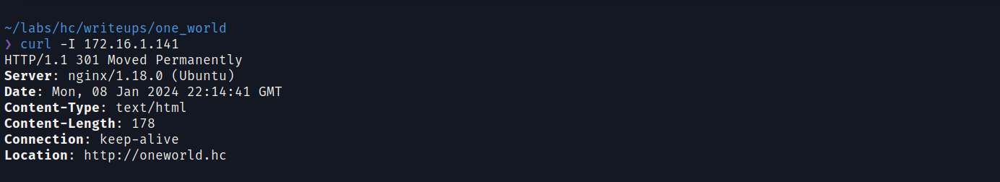 ~/labs/hc/writeups/one_world
❯ curl -I 172.16.1.141
HTTP/1.1 301 Moved Permanently
Server: nginx/1.18.0 (Ubuntu)
Date: Mon, 08 Jan 2024 22:14:41 GMT
Content-Type: text/html
Content-Length: 178
Connection: keep-alive
Location: http://oneworld.hc